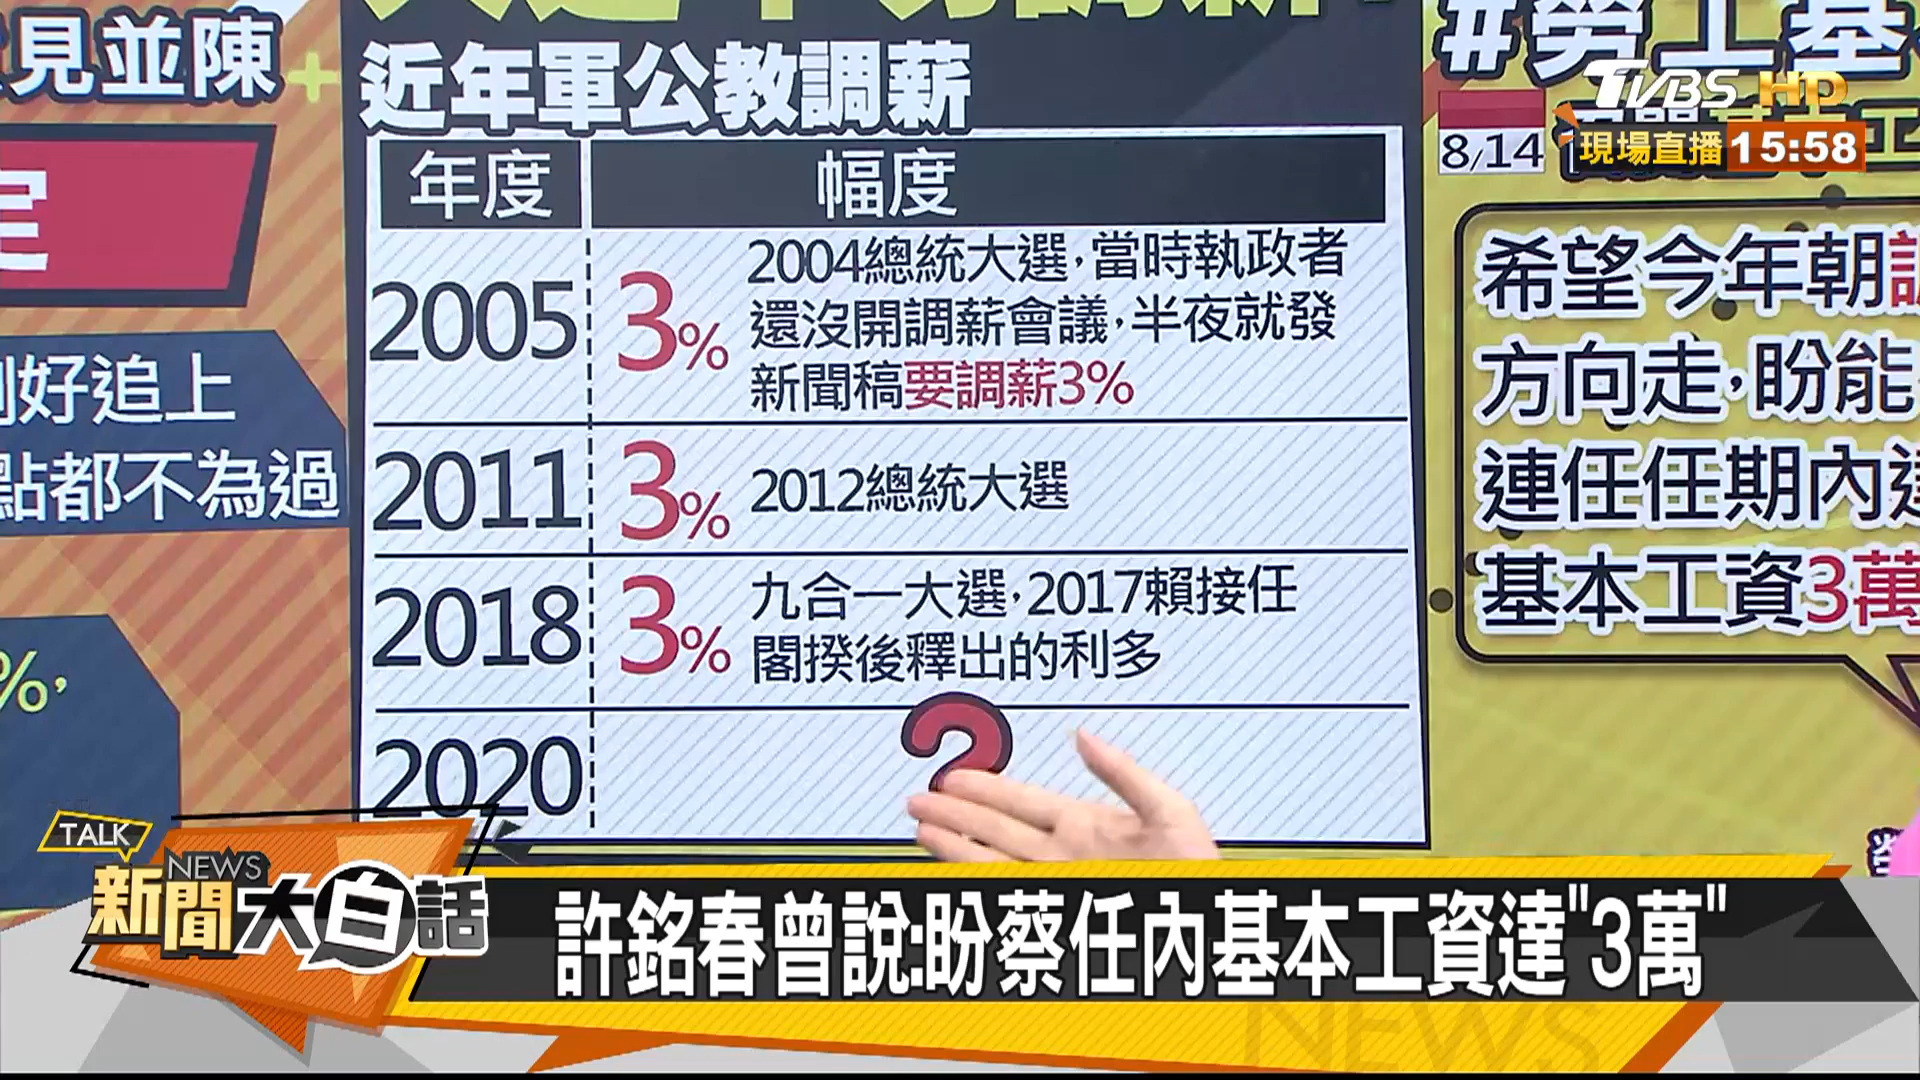 見並陳
近年軍公教調薪
年度
幅度
2005
3%
2004總統大選,當時執政者
還沒開調薪會議,半夜就發
新聞稿要調薪3%
2011
3%
2012總統大選
2018
3%
九合一大選,2017賴接任
閣揆後釋出的利多
2020
?
定
好追上
點都不為過
%,
#勞工基
TVBS HD
8/14
現場直播 15:58
希望今年朝
方向走,盼能
連任任期內達
基本工資3萬
TALK
NEWS
新聞大白話
許銘春曾說:盼蔡任內基本工資達"3萬"
NEWS